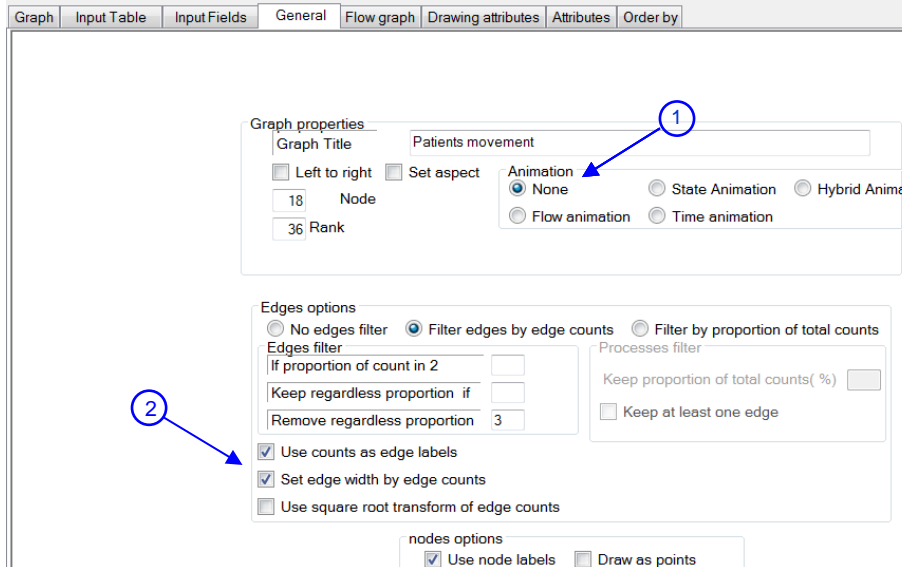 Graph Input Table Input Fields General Flow graph Drawing attributes Attributes Order by
1
Graph properties
Graph Title Patients movement
Left to right Set aspect Animation
None State Animation Hybrid Anima
18 Node
Flow animation Time animation
36 Rank
Edges options
No edges filter Filter edges by edge counts Filter by proportion of total counts
Edges filter Processes filter
If proportion of count in 2
Keep proportion of total counts( %)
Keep regardless proportion if
2
Keep at least one edge
Remove regardless proportion 3
Use counts as edge labels
Set edge width by edge counts
Use square root transform of edge counts
nodes options
Use node labels Draw as points